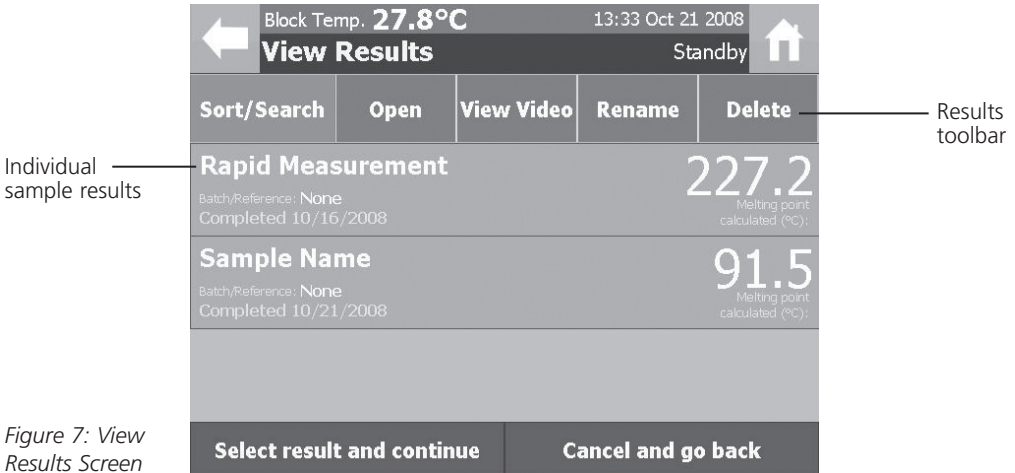 Block Temp. 27.8°C
13:33 Oct 21 2008
View Results
Standby
Sort/Search
Open
View Video
Rename
Delete
Results
toolbar
Individual
sample results
Rapid Measurement
Batch/Reference: None
Completed 10/16/2008
227.2
Melting point
calculated (°C):
Sample Name
Batch/Reference: None
Completed 10/21/2008
91.5
Melting point
calculated (°C):
Figure 7: View
Results Screen
Select result and continue
Cancel and go back